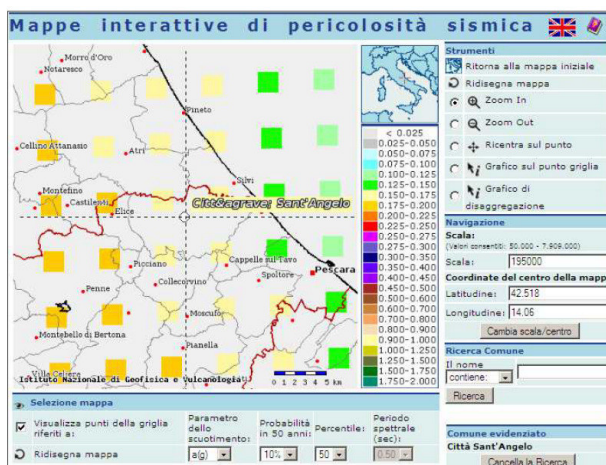 Mappe interattive di pericolosità sismica
Morro d'Oro
Notaresco
Pineto
Cellino Attanasio
Atri
Silvi
Montefino
Castilenti
Elice
Citt&agrave; Sant'Angelo
Picciano
Cappelle sul Tavo
Penne
Collecorvino
Spoltore
Pescara
Moscufo
Montebello di Bertona
Pianella
Villa Celiera
Istituto Nazionale di Geofisica e Vulcanologia
0 1 2 3 4 5 km
< 0.025
0.025-0.050
0.050-0.075
0.075-0.100
0.100-0.125
0.125-0.150
0.150-0.175
0.175-0.200
0.200-0.225
0.225-0.250
0.250-0.275
0.275-0.300
0.300-0.350
0.350-0.400
0.400-0.450
0.450-0.500
0.500-0.600
0.600-0.700
0.700-0.800
0.800-0.900
0.900-1.000
1.000-1.250
1.250-1.500
1.500-1.750
1.750-2.000
Strumenti
Ritorna alla mappa iniziale
Ridisegna mappa
Zoom In
Zoom Out
Ricentra sul punto
Grafico sul punto griglia
Grafico di
disaggregazione
Navigazione
Scala:
(Valori consentiti: 50.000 - 7.909.000)
Scala: 195000
Coordinate del centro della mappa
Latitudine: 42.518
Longitudine: 14.06
Cambia scala/centro
Ricerca Comune
Il nome
contiene:
Ricerca
Comune evidenziato
Città Sant'Angelo
Cancella la Ricerca
Selezione mappa
Visualizza punti della griglia
riferiti a:
Parametro
dello
scuotimento:
Probabilità
in 50 anni:
Percentile:
Periodo
spettrale
(sec):
Ridisegna mappa
a(g)
10%
50
0.50